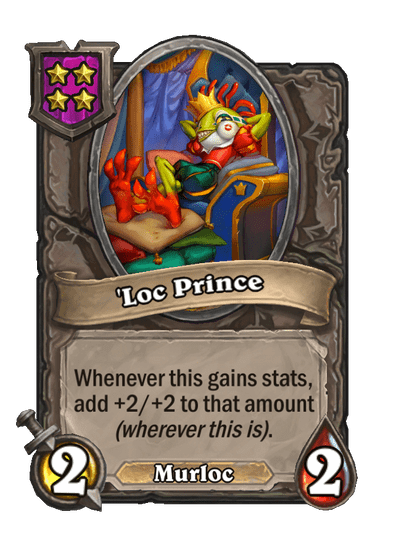 'Loc Prince
Whenever this gains stats,
add +2/+2 to that amount
(wherever this is).
2
Murloc
2